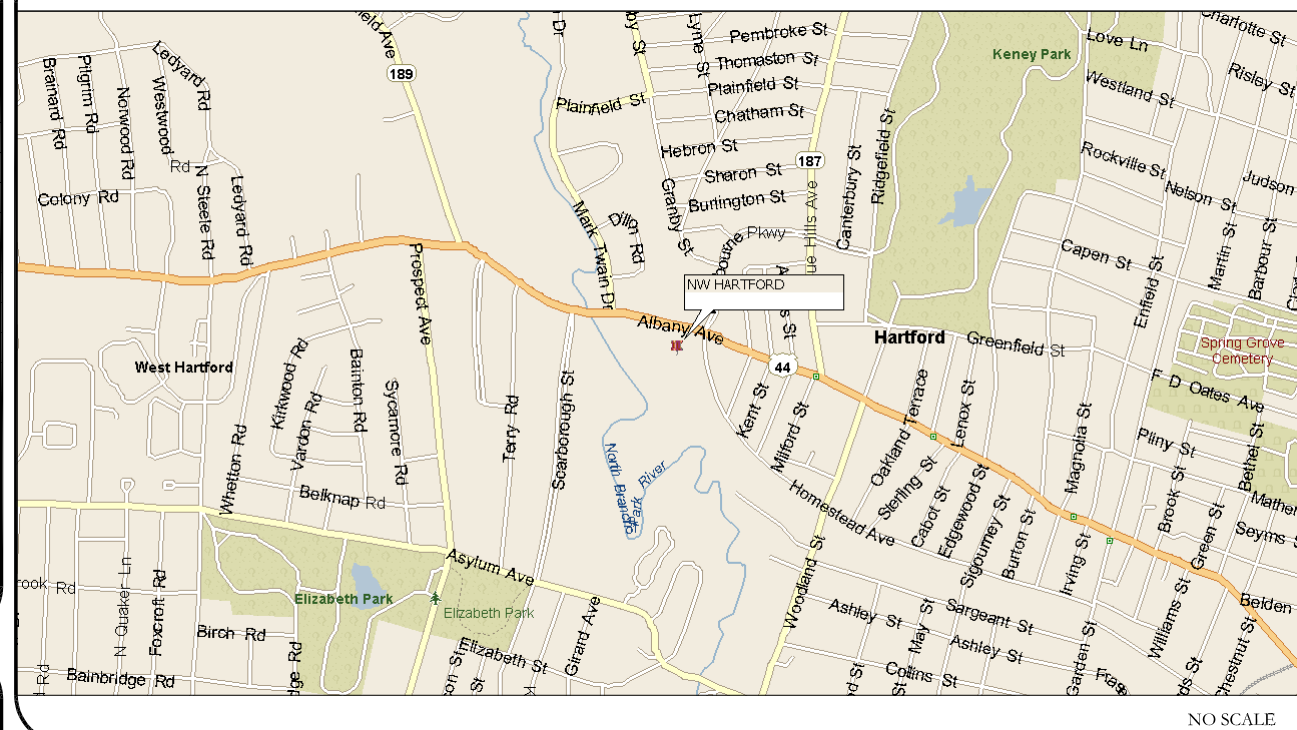 Charlotte St
Pembroke St
Love Ln
Keney Park
Lyme St
Ledyard Rd
189
Thomaston St
Risley St
Brainard Rd
Pilgrim Rd
Norwood Rd
Westwood
Rd
Plainfield St
Plainfield St
Westland St
Chatham St
Hebron St
187
Rockville St
Sharon St
Canterbury St
Ridgefield St
Nelson St
Judson
Colony Rd
N Steele Rd
Ledyard Rd
Granby St
Burlington St
Mark Twain Dr
Dillon Rd
Pkwy
Martin St
Barbour St
Capen St
Enfield St
Prospect Ave
NW HARTFORD
Albany Ave
Hartford
Greenfield St
Spring Grove
Cemetery
West Hartford
44
F D Oates Ave
Kirkwood Rd
Bainton Rd
Vardon Rd
Sycamore Rd
Terry Rd
Scarborough St
Kent St
Milford St
Oakland Terrace
Lenox St
Magnolia St
Pliny St
Bethel St
Whetton Rd
North Branch
Park River
Sterling St
Cabot St
Edgewood St
Sigourney St
Burton St
Brook St
Belknap Rd
Homestead Ave
Green St
Seyms
Asylum Ave
Woodland St
Irving St
N Quaker Ln
Foxcroft Rd
Elizabeth Park
Elizabeth Park
Girard Ave
Ashley St
May St
Sargeant St
Williams St
Belden
Birch Rd
Elizabeth St
Ashley St
Garden St
Chestnut St
Bainbridge Rd
Collins St
NO SCALE